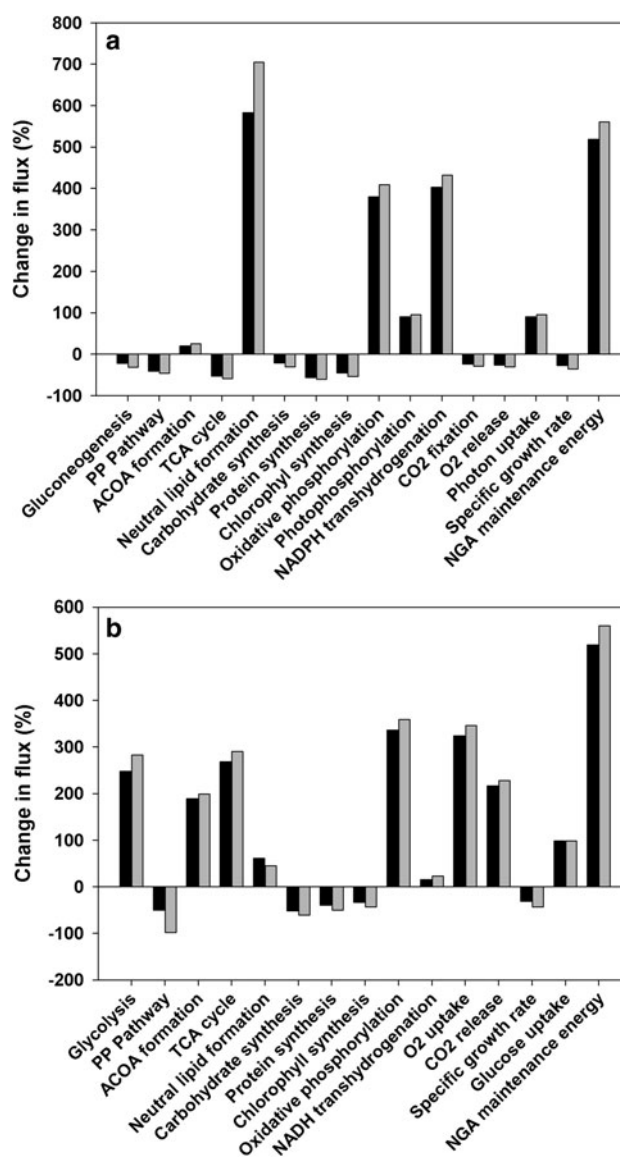 a
800
700
600
500
400
300
200
100
0
-100
Change in flux (%)
Gluconeogenesis
PP Pathway
ACOA formation
TCA cycle
Neutral lipid formation
Carbohydrate synthesis
Protein synthesis
Chlorophyl synthesis
Oxidative phosphorylation
Photophosphorylation
NADPH transhydrogenation
CO2 fixation
O2 release
Photon uptake
Specific growth rate
NGA maintenance energy
b
600
500
400
300
200
100
0
-100
-200
Change in flux (%)
Glycolysis
PP Pathway
ACOA formation
TCA cycle
Neutral lipid formation
Carbohydrate synthesis
Protein synthesis
Chlorophyll synthesis
Oxidative phosphorylation
NADH transhydrogenation
O2 uptake
CO2 release
Specific growth rate
Glucose uptake
NGA maintenance energy